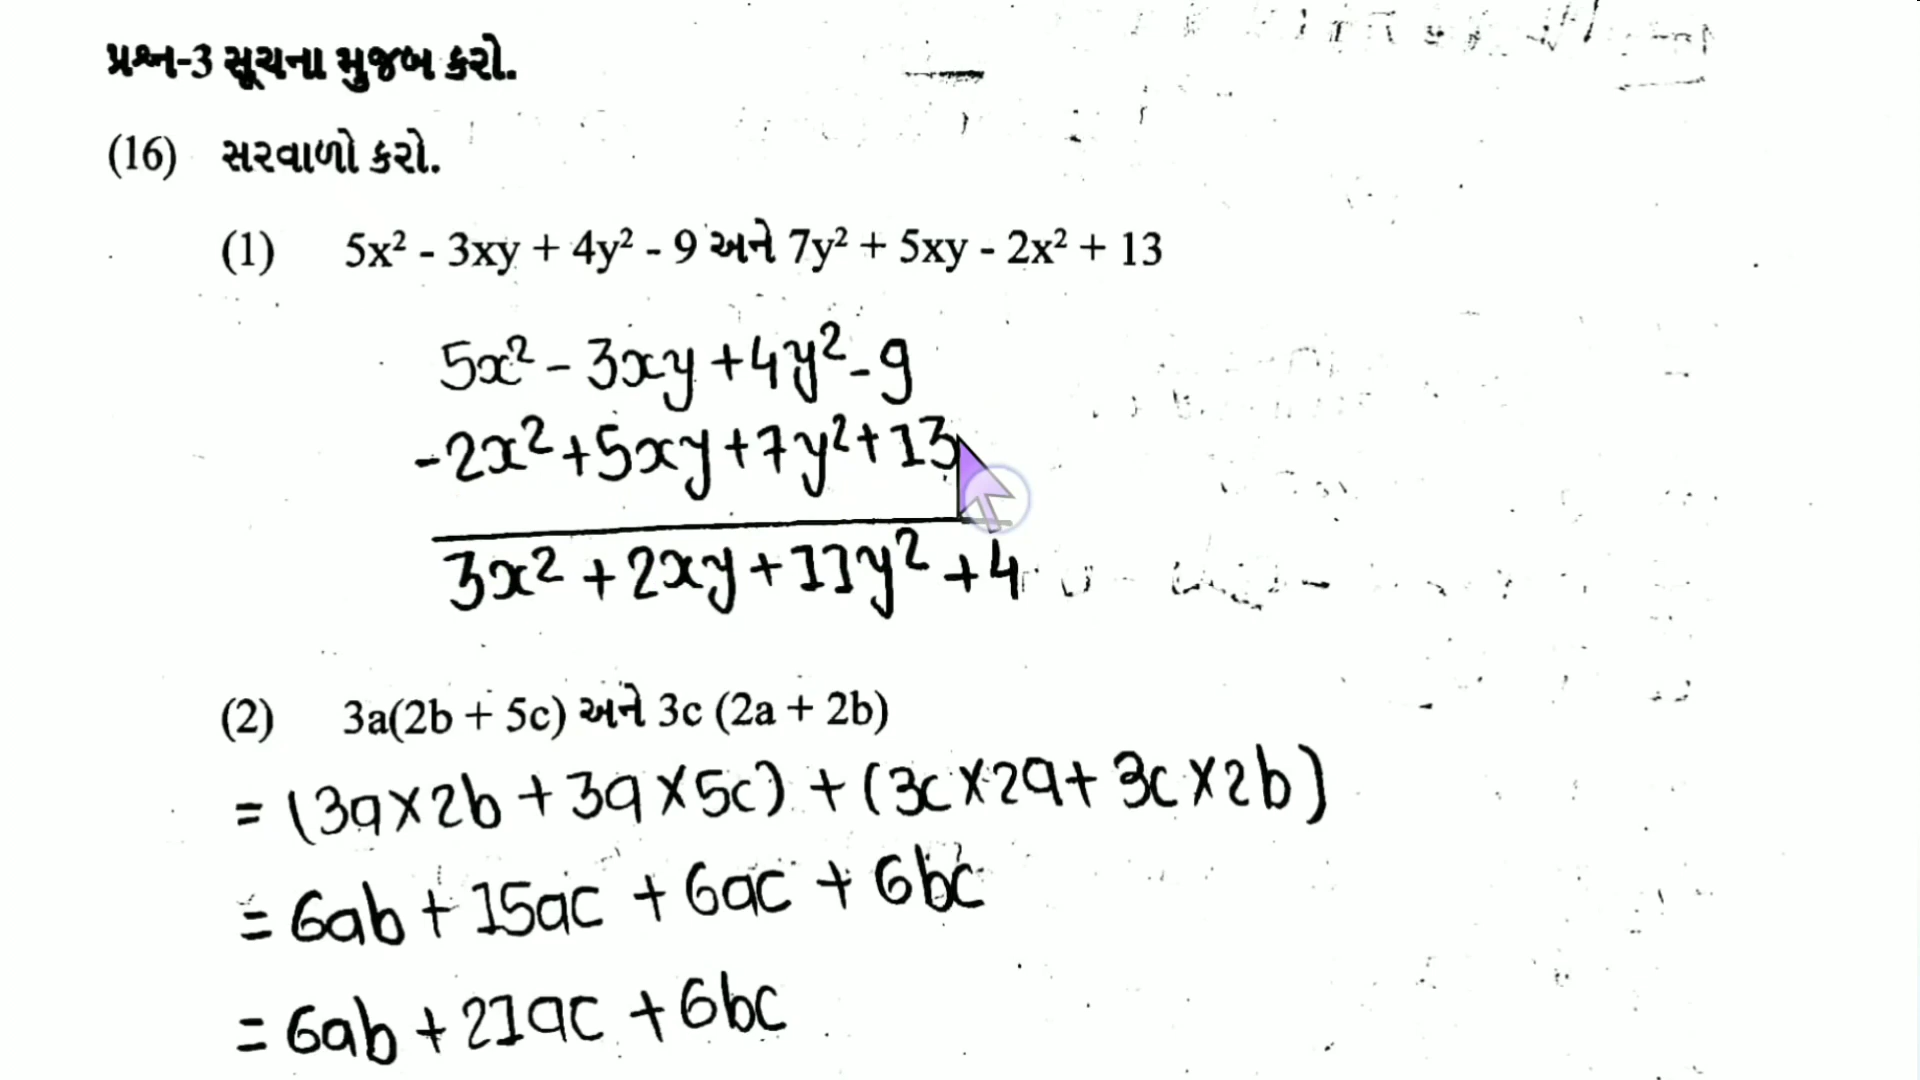 પ્રશ્ન-3 સૂચના મુજબ કરો.
(16) સરવાળો કરો.
(1) 5x² - 3xy + 4y² - 9 અને 7y² + 5xy - 2x² + 13
5x² - 3xy + 4y² - 9
-2x² + 5xy + 7y² + 13
3x² + 2xy + 11y² + 4
(2) 3a(2b + 5c) અને 3c (2a + 2b)
= (3a × 2b + 3a × 5c) + (3c × 2a + 3c × 2b)
= 6ab + 15ac + 6ac + 6bc
= 6ab + 21ac + 6bc